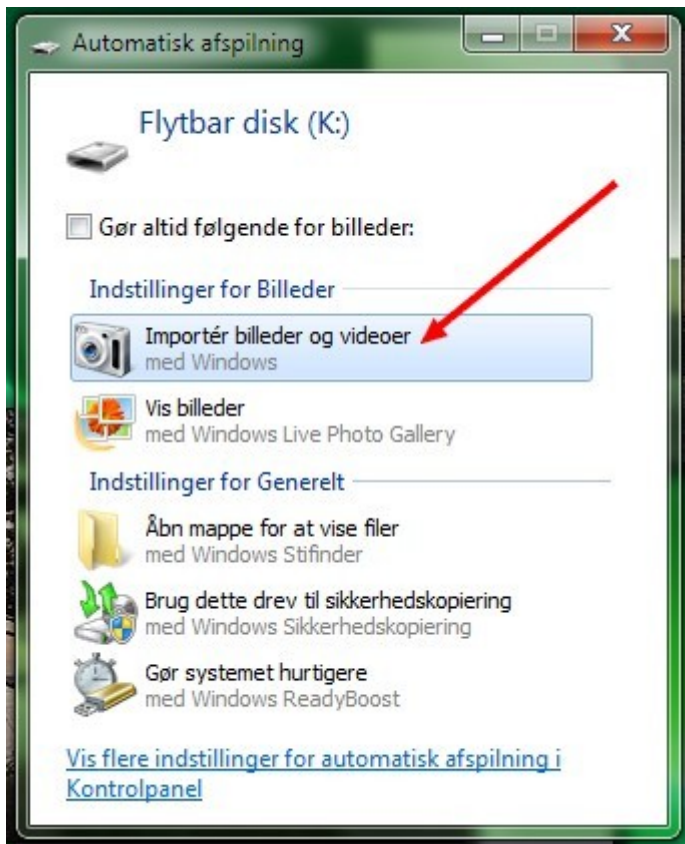 Automatisk afspilning
Flytbar disk (K:)
Gør altid følgende for billeder:
Indstillinger for Billeder
Importér billeder og videoer
med Windows
Vis billeder
med Windows Live Photo Gallery
Indstillinger for Generelt
Åbn mappe for at vise filer
med Windows Stifinder
Brug dette drev til sikkerhedskopiering
med Windows Sikkerhedskopiering
Gør systemet hurtigere
med Windows ReadyBoost
Vis flere indstillinger for automatisk afspilning i
Kontrolpanel